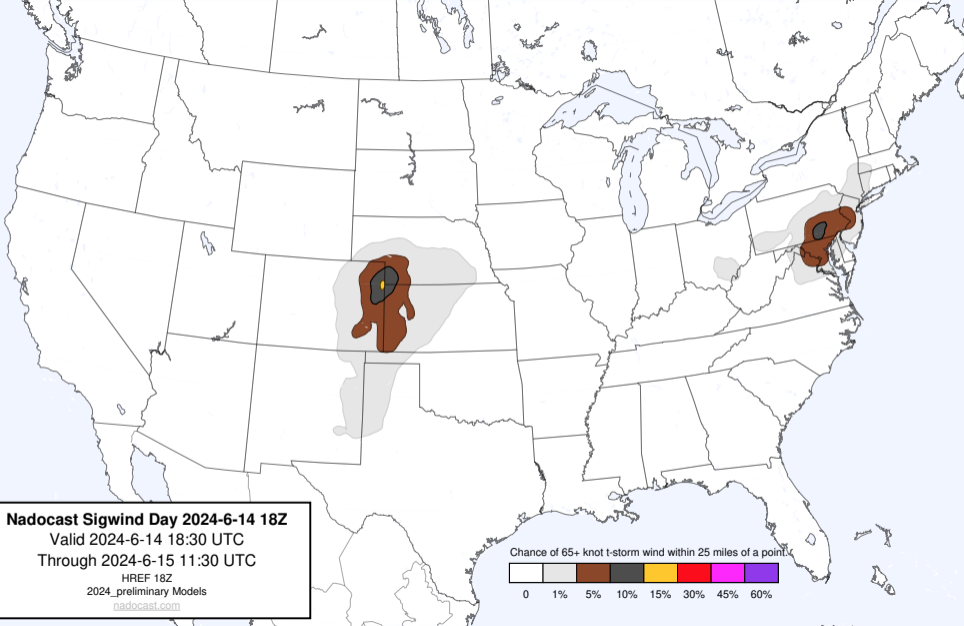 Nadocast Sigwind Day 2024-6-14 18Z
Valid 2024-6-14 18:30 UTC
Through 2024-6-15 11:30 UTC
HREF 18Z
2024_preliminary Models
nadocast.com
Chance of 65+ knot t-storm wind within 25 miles of a point.
0 1% 5% 10% 15% 30% 45% 60%